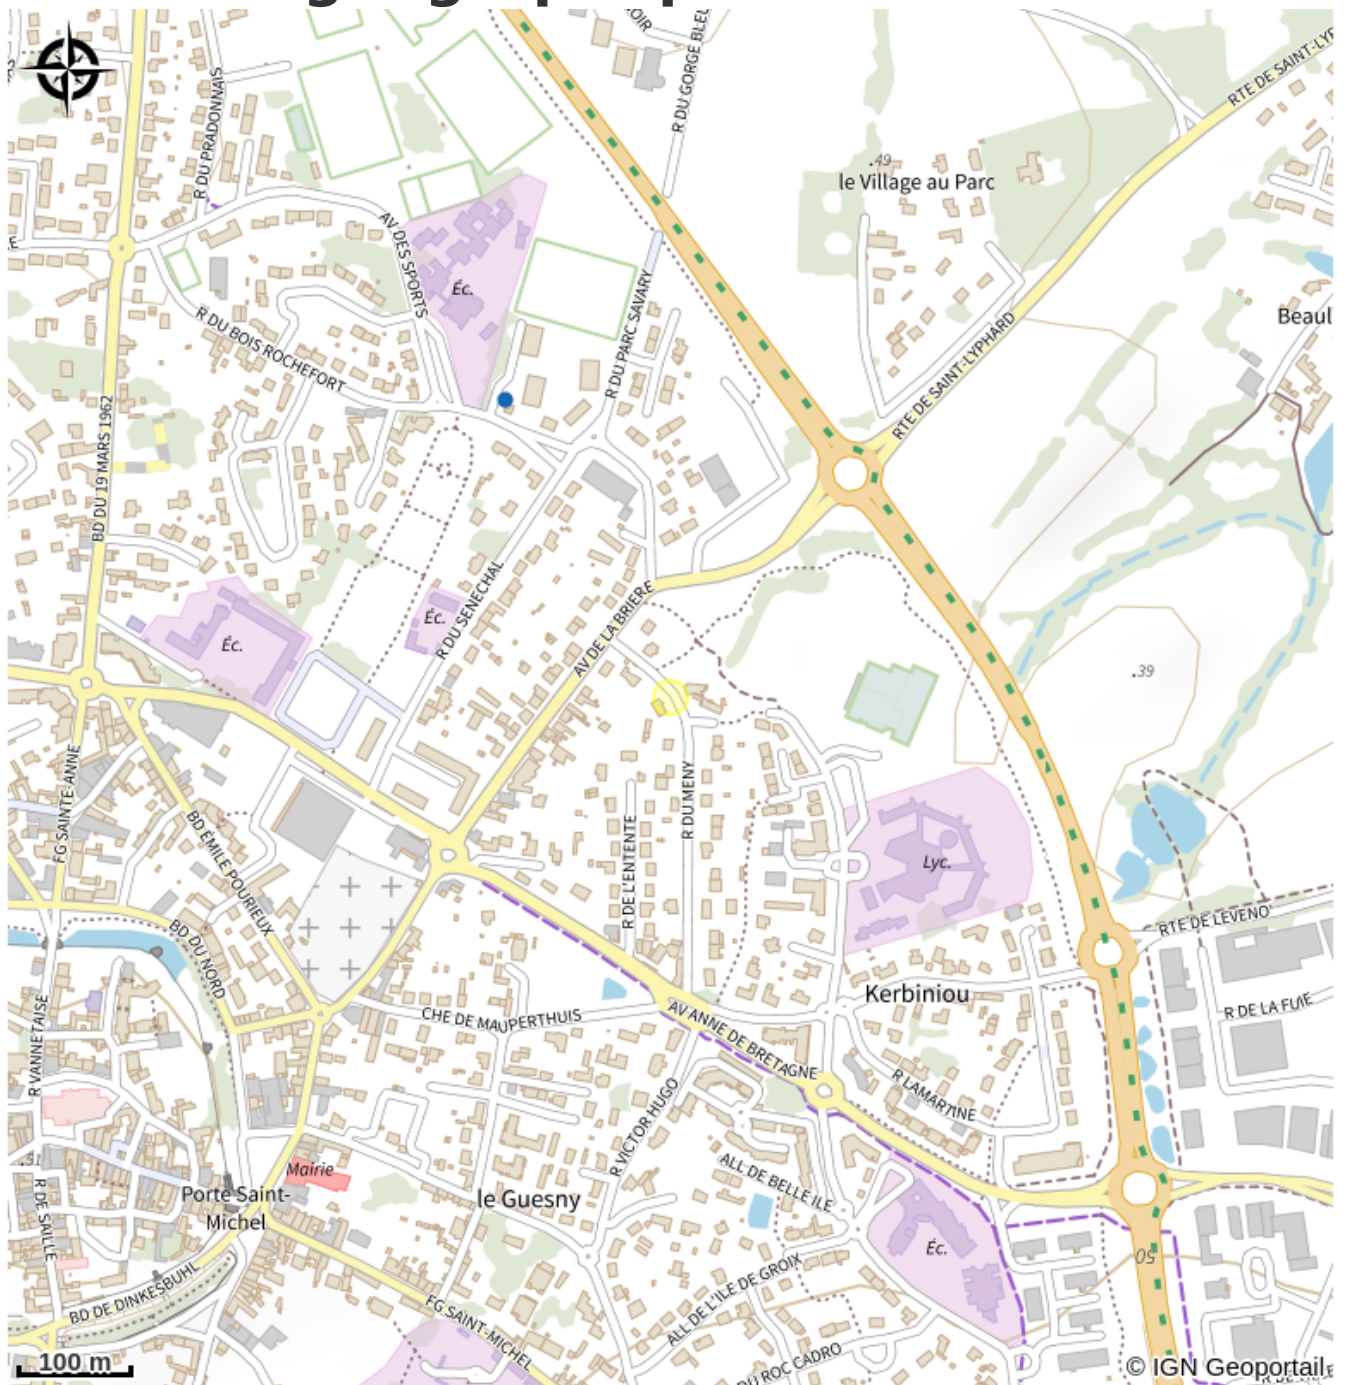 R DU GORGE BLEU
RTE DE SAINT-LYP
R DU PRADONNAIS
.49
le Village au Parc
AV DES SPORTS
Éc.
R DU PARC SAVARY
R DU BOIS ROCHEFORT
Beaul
RTE DE SAINT-LYPHARD
BD DU 19 MARS 1962
R DU SENECHAL
AV DE LA BRIERE
Éc.
Éc.
.39
FG SAINTE-ANNE
R DU MENY
BD ÉMILE POURIEUX
R DE L'ENTENTE
Lyc.
RTE DE LEVENO
BD DU NORD
Kerbiniou
R DE LA FUIE
R VANNETAISE
CHE DE MAUPERTHUIS
AV ANNE DE BRETAGNE
R LAMARTINE
R VICTOR HUGO
.51
Mairie
ALL DE BELLE ILE
Porte Saint-
Michel
le Guesny
R DE SAILLE
Éc.
50
BD DE DINKESBUHL
ALL DE L'ILE DE GROIX
FG SAINT-MICHEL
DU ROC CADRO
100 m
© IGN Geoportail